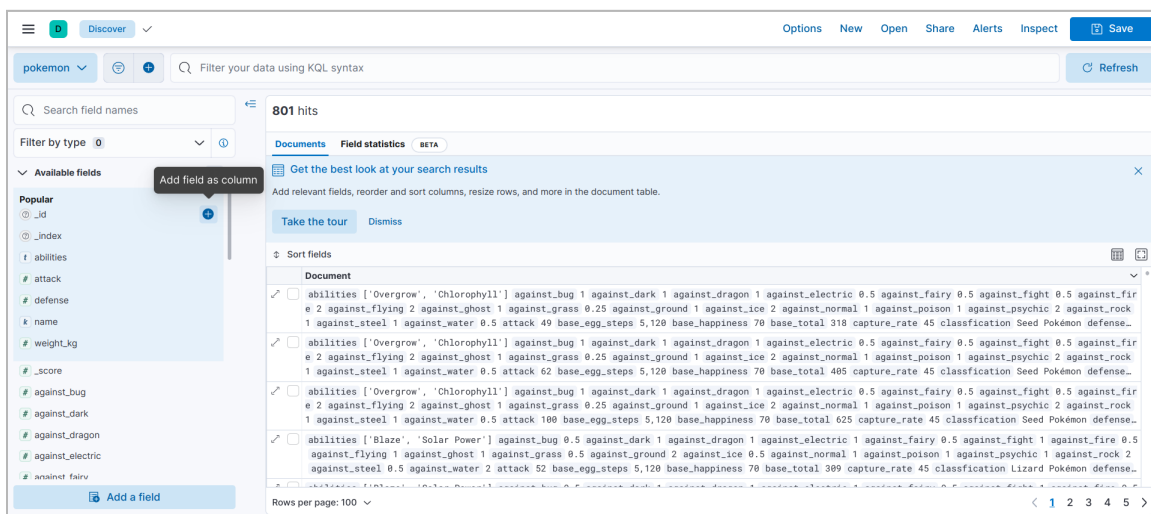 D Discover Options New Open Share Alerts Inspect Save
pokemon Filter your data using KQL syntax Refresh
Search field names
801 hits
Filter by type 0
Documents Field statistics BETA
Available fields
Add field as column
Get the best look at your search results
Add relevant fields, reorder and sort columns, resize rows, and more in the document table.
Take the tour Dismiss
Popular
_id
_index
t abilities
# attack
# defense
k name
# weight_kg
# _score
# against_bug
# against_dark
# against_dragon
# against_electric
# against_fairy
Add a field
Sort fields
Document
abilities ['Overgrow', 'Chlorophyll'] against_bug 1 against_dark 1 against_dragon 1 against_electric 0.5 against_fairy 0.5 against_fight 0.5 against_fir
e 2 against_flying 2 against_ghost 1 against_grass 0.25 against_ground 1 against_ice 2 against_normal 1 against_poison 1 against_psychic 2 against_rock
1 against_steel 1 against_water 0.5 attack 49 base_egg_steps 5,120 base_happiness 70 base_total 318 capture_rate 45 classfication Seed Pokémon defense…
abilities ['Overgrow', 'Chlorophyll'] against_bug 1 against_dark 1 against_dragon 1 against_electric 0.5 against_fairy 0.5 against_fight 0.5 against_fir
e 2 against_flying 2 against_ghost 1 against_grass 0.25 against_ground 1 against_ice 2 against_normal 1 against_poison 1 against_psychic 2 against_rock
1 against_steel 1 against_water 0.5 attack 62 base_egg_steps 5,120 base_happiness 70 base_total 405 capture_rate 45 classfication Seed Pokémon defense…
abilities ['Overgrow', 'Chlorophyll'] against_bug 1 against_dark 1 against_dragon 1 against_electric 0.5 against_fairy 0.5 against_fight 0.5 against_fir
e 2 against_flying 2 against_ghost 1 against_grass 0.25 against_ground 1 against_ice 2 against_normal 1 against_poison 1 against_psychic 2 against_rock
1 against_steel 1 against_water 0.5 attack 100 base_egg_steps 5,120 base_happiness 70 base_total 625 capture_rate 45 classfication Seed Pokémon defense…
abilities ['Blaze', 'Solar Power'] against_bug 0.5 against_dark 1 against_dragon 1 against_electric 1 against_fairy 0.5 against_fight 1 against_fire 0.5
against_flying 1 against_ghost 1 against_grass 0.5 against_ground 2 against_ice 0.5 against_normal 1 against_poison 1 against_psychic 1 against_rock 2
against_steel 0.5 against_water 2 attack 52 base_egg_steps 5,120 base_happiness 70 base_total 309 capture_rate 45 classfication Lizard Pokémon defense…
Rows per page: 100 1 2 3 4 5